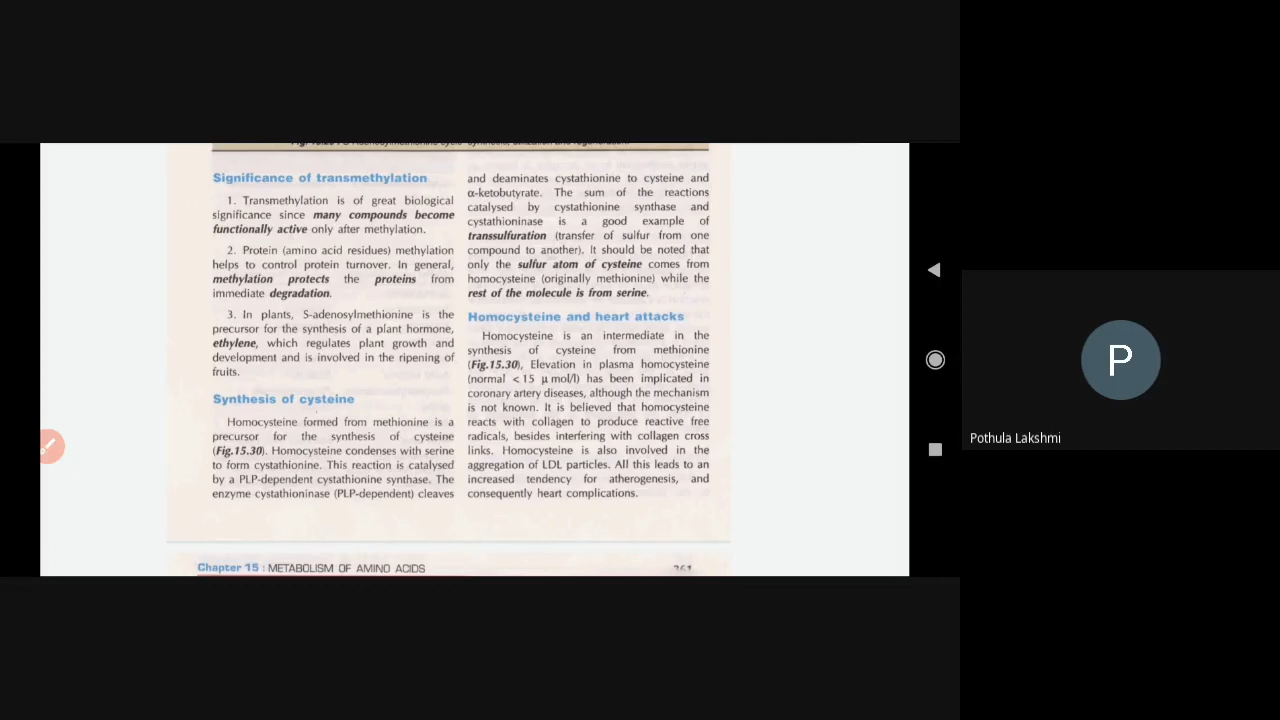 Significance of transmethylation
1. Transmethylation is of great biological
significance since many compounds become
functionally active only after methylation.
2. Protein (amino acid residues) methylation
helps to control protein turnover. In general,
methylation protects the proteins from
immediate degradation.
3. In plants, S-adenosylmethionine is the
precursor for the synthesis of a plant hormone,
ethylene, which regulates plant growth and
development and is involved in the ripening of
fruits.
Synthesis of cysteine
Homocysteine formed from methionine is a
precursor for the synthesis of cysteine
(Fig.15.30). Homocysteine condenses with serine
to form cystathionine. This reaction is catalysed
by a PLP-dependent cystathionine synthase. The
enzyme cystathioninase (PLP-dependent) cleaves
and deaminates cystathionine to cysteine and
α-ketobutyrate. The sum of the reactions
catalysed by cystathionine synthase and
cystathioninase is a good example of
transsulfuration (transfer of sulfur from one
compound to another). It should be noted that
only the sulfur atom of cysteine comes from
homocysteine (originally methionine) while the
rest of the molecule is from serine.
Homocysteine and heart attacks
Homocysteine is an intermediate in the
synthesis of cysteine from methionine
(Fig.15.30), Elevation in plasma homocysteine
(normal <15 μ mol/l) has been implicated in
coronary artery diseases, although the mechanism
is not known. It is believed that homocysteine
reacts with collagen to produce reactive free
radicals, besides interfering with collagen cross
links. Homocysteine is also involved in the
aggregation of LDL particles. All this leads to an
increased tendency for atherogenesis, and
consequently heart complications.
Chapter 15 : METABOLISM OF AMINO ACIDS
P
Pothula Lakshmi